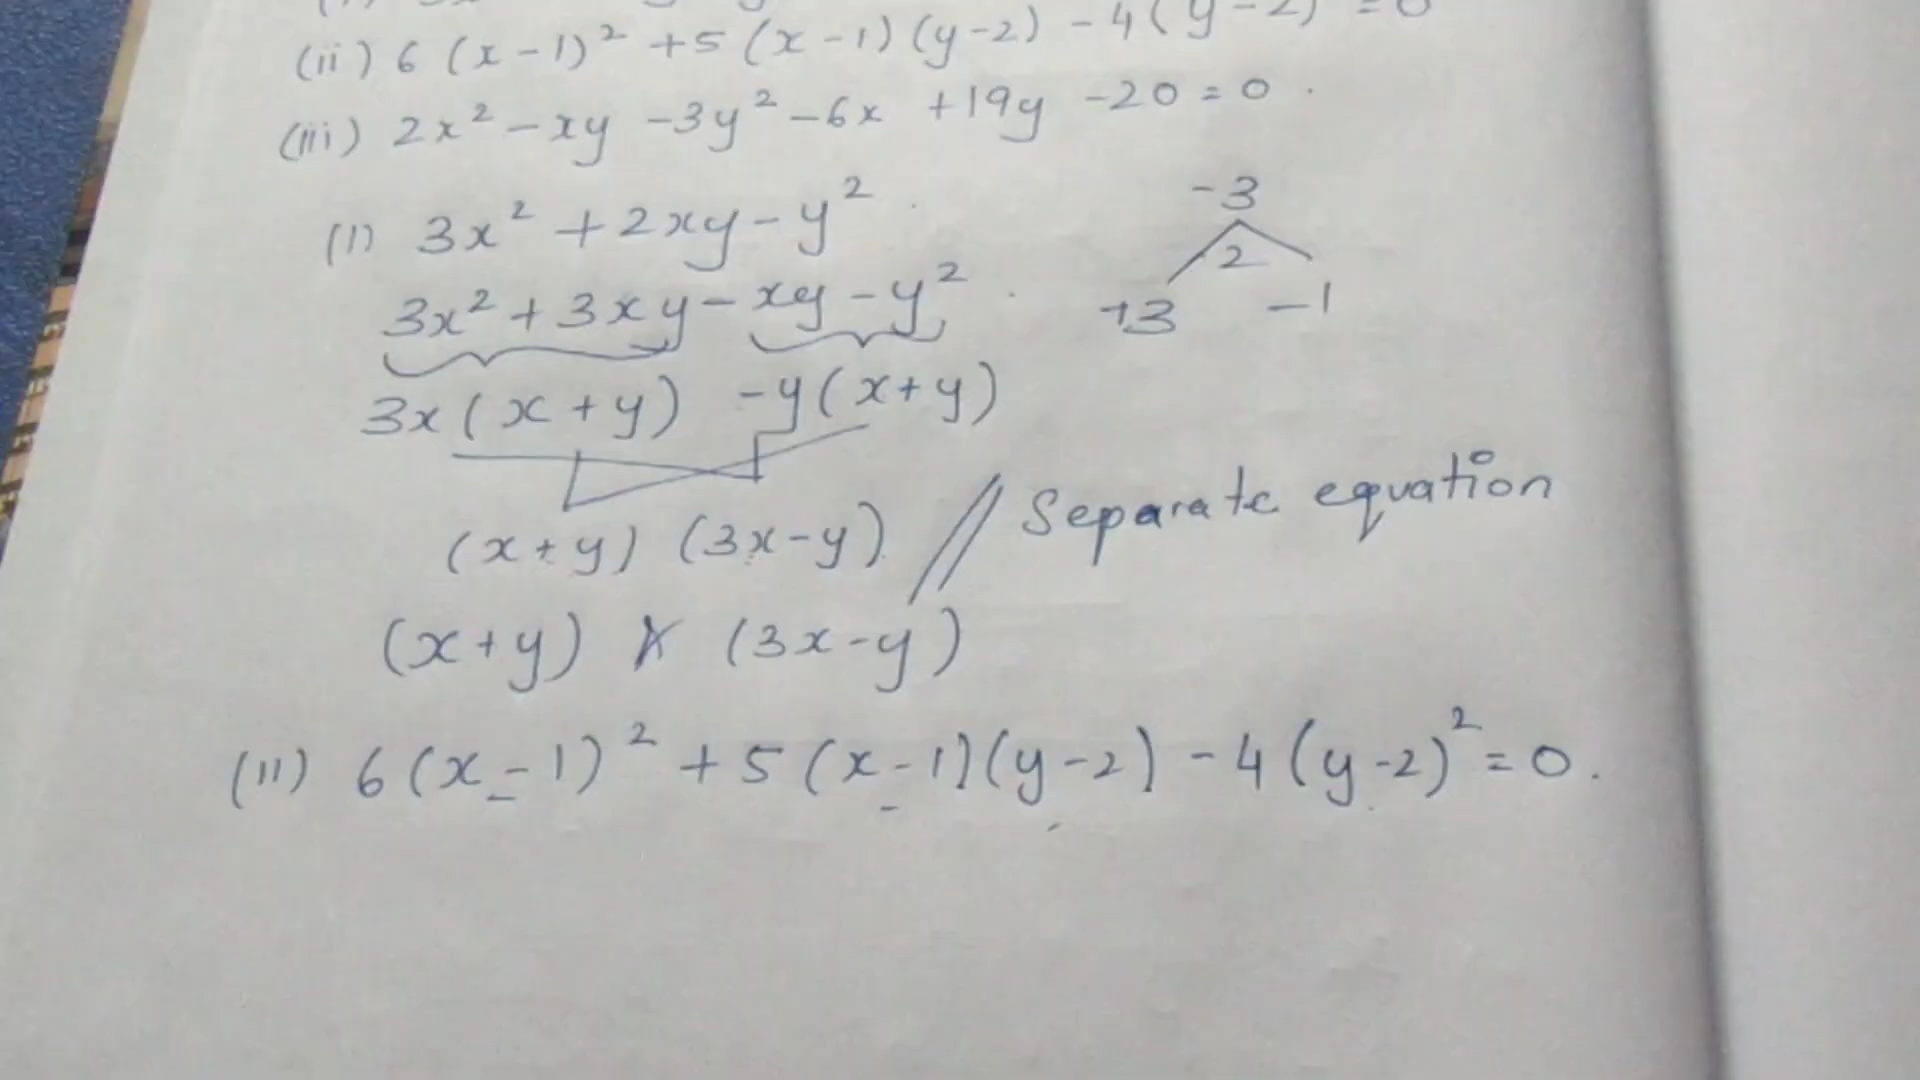 (ii) 6 (x-1)² +5 (x-1) (y-2) -4 (y-2) = 0
(iii) 2x² - xy -3y² -6x +19y -20 = 0.
(1) 3x² + 2xy - y²
-3
2
+3 -1
3x² + 3xy - xy - y²
3x (x+y) -y (x+y)
(x+y) (3x-y) // Separate equation
(x+y) x (3x-y)
(11) 6(x-1)² + 5(x-1)(y-2) - 4(y-2)² = 0.